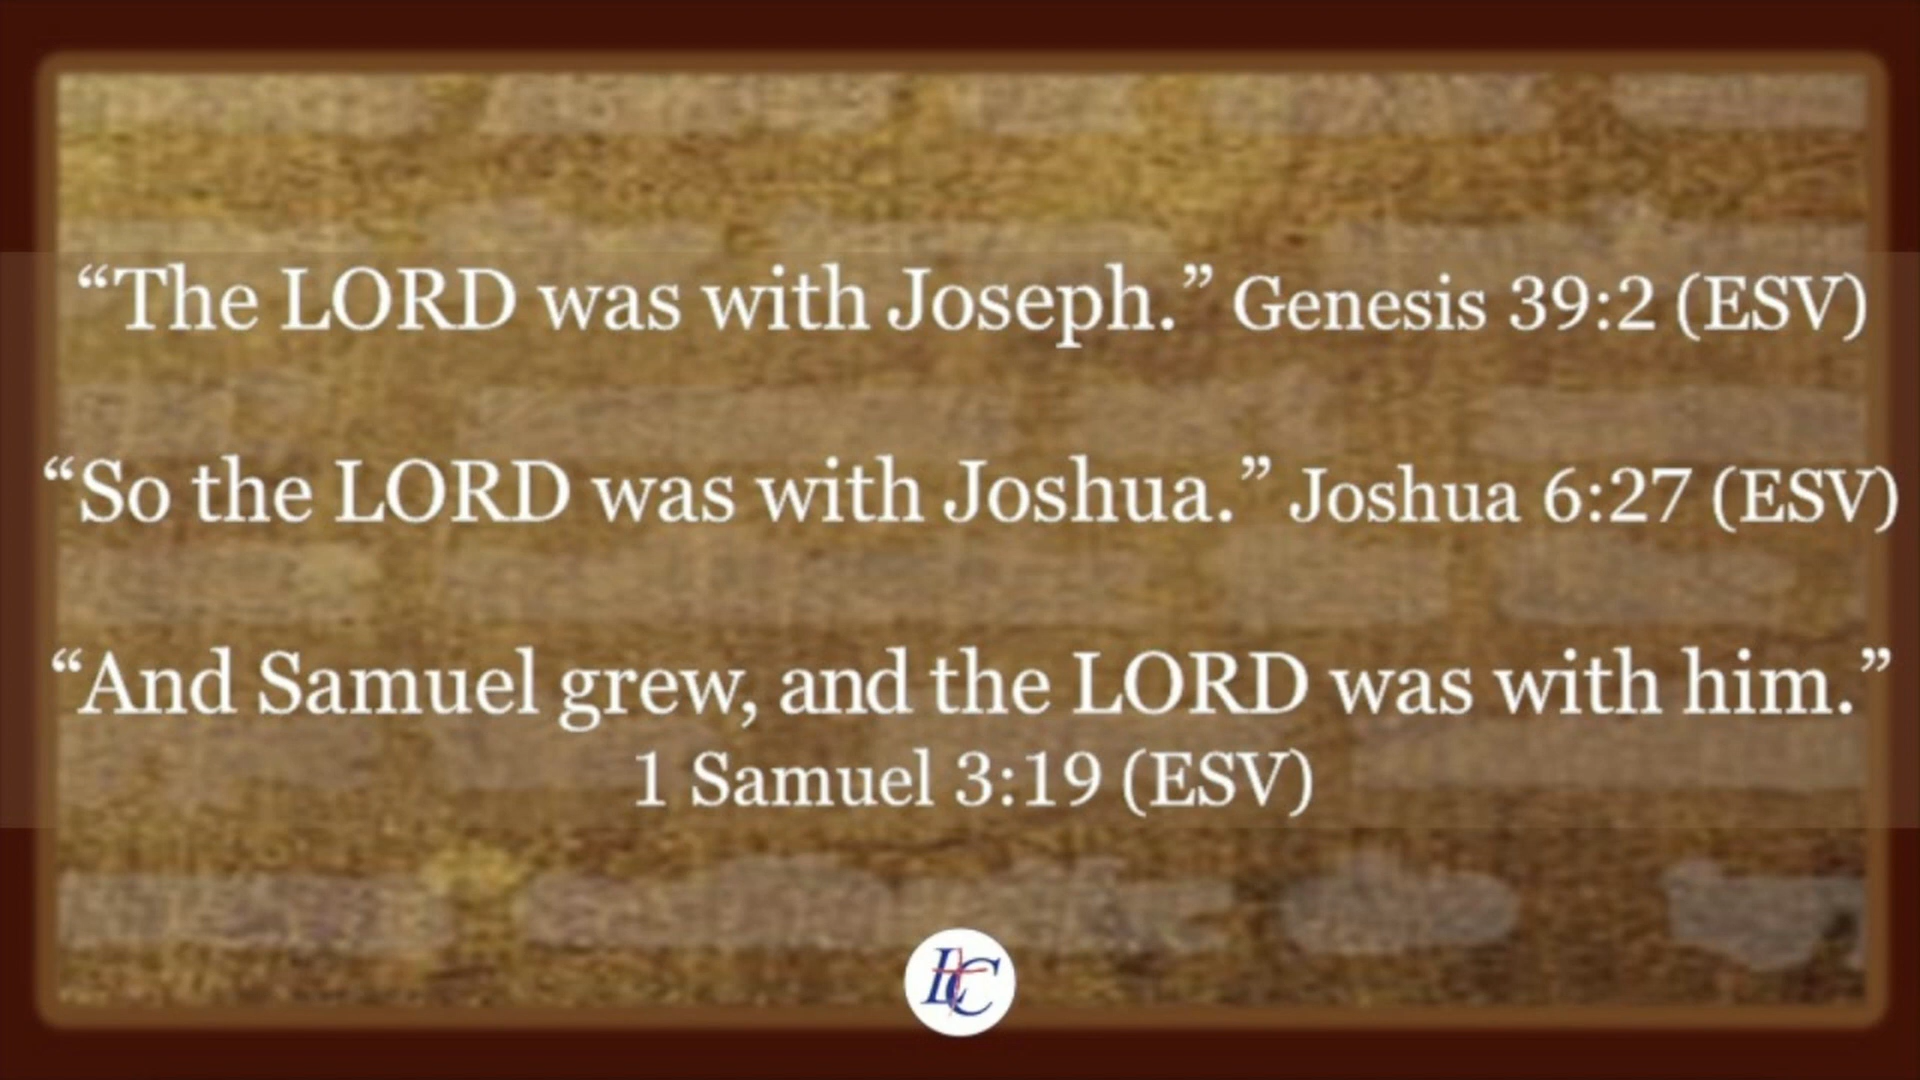 “The LORD was with Joseph.” Genesis 39:2 (ESV)
“So the LORD was with Joshua.” Joshua 6:27 (ESV)
“And Samuel grew, and the LORD was with him.”
1 Samuel 3:19 (ESV)
LC